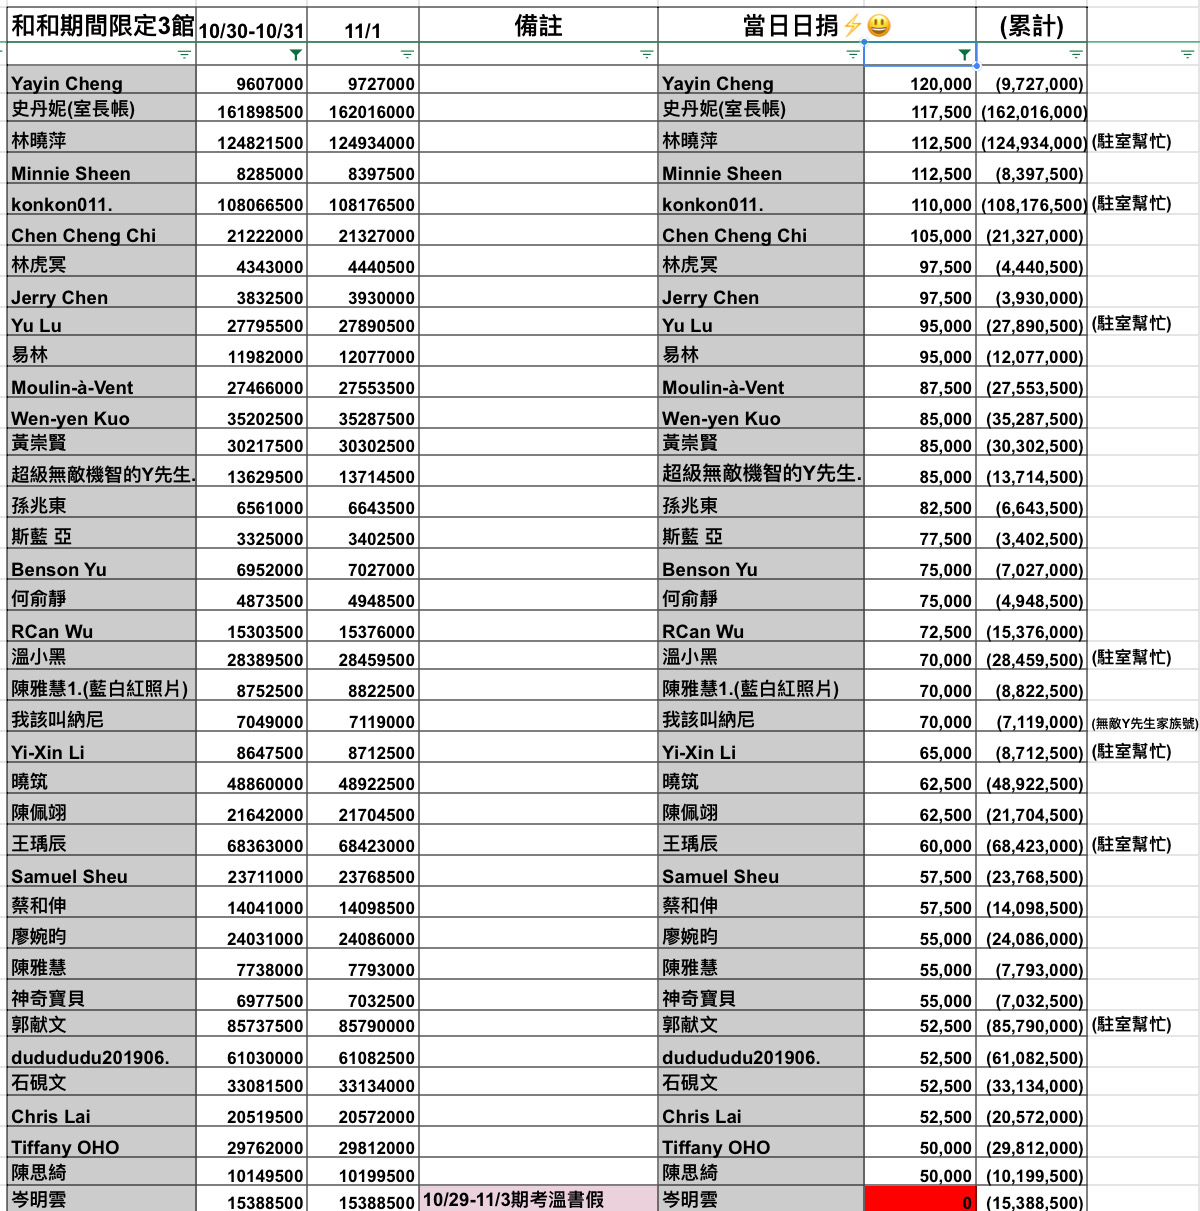 和和期間限定3館 10/30-10/31 11/1 備註 當日日捐⚡😃 (累計)
Yayin Cheng 9607000 9727000 Yayin Cheng 120,000 (9,727,000)
史丹妮(室長帳) 161898500 162016000 史丹妮(室長帳) 117,500 (162,016,000)
林曉萍 124821500 124934000 林曉萍 112,500 (124,934,000) (駐室幫忙)
Minnie Sheen 8285000 8397500 Minnie Sheen 112,500 (8,397,500)
konkon011. 108066500 108176500 konkon011. 110,000 (108,176,500) (駐室幫忙)
Chen Cheng Chi 21222000 21327000 Chen Cheng Chi 105,000 (21,327,000)
林虎冥 4343000 4440500 林虎冥 97,500 (4,440,500)
Jerry Chen 3832500 3930000 Jerry Chen 97,500 (3,930,000)
Yu Lu 27795500 27890500 Yu Lu 95,000 (27,890,500) (駐室幫忙)
易林 11982000 12077000 易林 95,000 (12,077,000)
Moulin-à-Vent 27466000 27553500 Moulin-à-Vent 87,500 (27,553,500)
Wen-yen Kuo 35202500 35287500 Wen-yen Kuo 85,000 (35,287,500)
黃崇賢 30217500 30302500 黃崇賢 85,000 (30,302,500)
超級無敵機智的Y先生. 13629500 13714500 超級無敵機智的Y先生. 85,000 (13,714,500)
孫兆東 6561000 6643500 孫兆東 82,500 (6,643,500)
斯藍 亞 3325000 3402500 斯藍 亞 77,500 (3,402,500)
Benson Yu 6952000 7027000 Benson Yu 75,000 (7,027,000)
何俞靜 4873500 4948500 何俞靜 75,000 (4,948,500)
RCan Wu 15303500 15376000 RCan Wu 72,500 (15,376,000)
溫小黑 28389500 28459500 溫小黑 70,000 (28,459,500) (駐室幫忙)
陳雅慧1.(藍白紅照片) 8752500 8822500 陳雅慧1.(藍白紅照片) 70,000 (8,822,500)
我該叫納尼 7049000 7119000 我該叫納尼 70,000 (7,119,000) (無敵Y先生家族號)
Yi-Xin Li 8647500 8712500 Yi-Xin Li 65,000 (8,712,500) (駐室幫忙)
曉筑 48860000 48922500 曉筑 62,500 (48,922,500)
陳佩翊 21642000 21704500 陳佩翊 62,500 (21,704,500)
王瑀辰 68363000 68423000 王瑀辰 60,000 (68,423,000) (駐室幫忙)
Samuel Sheu 23711000 23768500 Samuel Sheu 57,500 (23,768,500)
蔡和伸 14041000 14098500 蔡和伸 57,500 (14,098,500)
廖婉昀 24031000 24086000 廖婉昀 55,000 (24,086,000)
陳雅慧 7738000 7793000 陳雅慧 55,000 (7,793,000)
神奇寶貝 6977500 7032500 神奇寶貝 55,000 (7,032,500)
郭献文 85737500 85790000 郭献文 52,500 (85,790,000) (駐室幫忙)
dudududu201906. 61030000 61082500 dudududu201906. 52,500 (61,082,500)
石硯文 33081500 33134000 石硯文 52,500 (33,134,000)
Chris Lai 20519500 20572000 Chris Lai 52,500 (20,572,000)
Tiffany OHO 29762000 29812000 Tiffany OHO 50,000 (29,812,000)
陳思綺 10149500 10199500 陳思綺 50,000 (10,199,500)
岑明雲 15388500 15388500 10/29-11/3期考溫書假 岑明雲 0 (15,388,500)